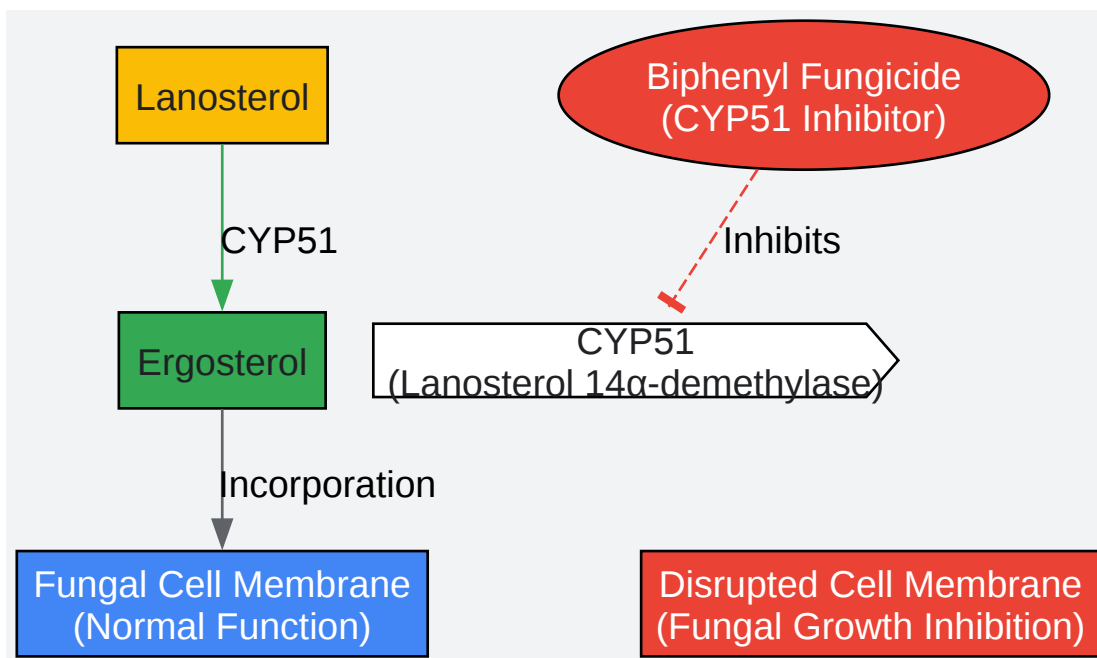 Lanosterol
Biphenyl Fungicide
(CYP51 Inhibitor)
CYP51
Inhibits
Ergosterol
CYP51
(Lanosterol 14α-demethylase)
Incorporation
Fungal Cell Membrane
(Normal Function)
Disrupted Cell Membrane
(Fungal Growth Inhibition)